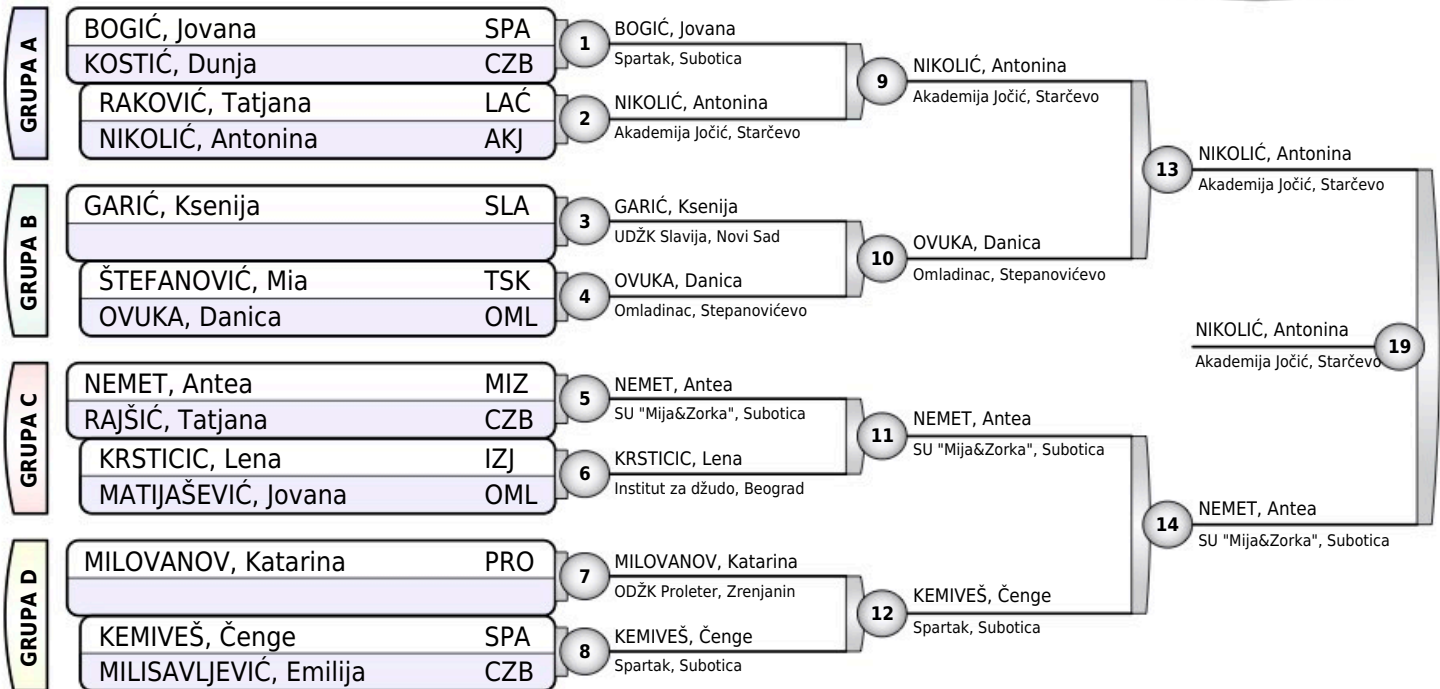 GRUPA A
BOGIĆ, Jovana SPA
KOSTIĆ, Dunja CZB
RAKOVIĆ, Tatjana LAĆ
NIKOLIĆ, Antonina AKJ
GRUPA B
GARIĆ, Ksenija SLA
ŠTEFANOVIĆ, Mia TSK
OVUKA, Danica OML
GRUPA C
NEMET, Antea MIZ
RAJŠIĆ, Tatjana CZB
KRSTICIC, Lena IZJ
MATIJAŠEVIĆ, Jovana OML
GRUPA D
MILOVANOV, Katarina PRO
KEMIVEŠ, Čenge SPA
MILISAVLJEVIĆ, Emilija CZB
1
BOGIĆ, Jovana
Spartak, Subotica
2
NIKOLIĆ, Antonina
Akademija Jočić, Starčevo
3
GARIĆ, Ksenija
UDŽK Slavija, Novi Sad
4
OVUKA, Danica
Omladinac, Stepanovićevo
5
NEMET, Antea
SU "Mija&Zorka", Subotica
6
KRSTICIC, Lena
Institut za džudo, Beograd
7
MILOVANOV, Katarina
ODŽK Proleter, Zrenjanin
8
KEMIVEŠ, Čenge
Spartak, Subotica
9
NIKOLIĆ, Antonina
Akademija Jočić, Starčevo
10
OVUKA, Danica
Omladinac, Stepanovićevo
11
NEMET, Antea
SU "Mija&Zorka", Subotica
12
KEMIVEŠ, Čenge
Spartak, Subotica
13
NIKOLIĆ, Antonina
Akademija Jočić, Starčevo
14
NEMET, Antea
SU "Mija&Zorka", Subotica
NIKOLIĆ, Antonina
Akademija Jočić, Starčevo
19